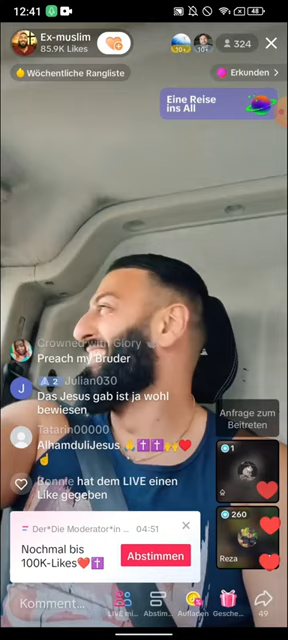 12:41
48
Ex-muslim
85.9K Likes
10+
10+
324
Wöchentliche Rangliste
Erkunden >
Eine Reise
ins All
Crowned with Glory
Preach my Bruder
J
2 Julian030
Das Jesus gab ist ja wohl
bewiesen
Tatarin00000
AlhamduliJesus
Bonnie hat dem LIVE einen
Like gegeben
Anfrage zum
Beitreten
1
260
Reza
Der*Die Moderator*in ... 04:51
Nochmal bis
100K-Likes
Abstimmen
Komment...
Abstim...
Aufladen
Gesche...
49